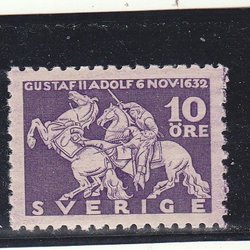 GUSTAF II ADOLF 6 NOV·1632
10
ÖRE
SVERIGE